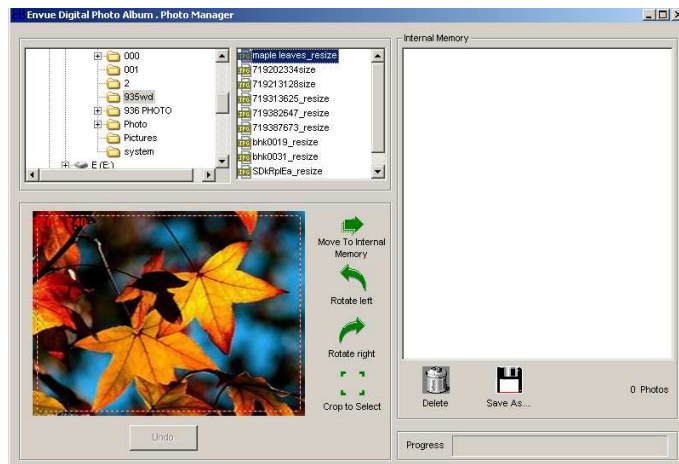 Envue Digital Photo Album . Photo Manager
000
001
2
935wd
936 PHOTO
Photo
Pictures
system
E (E:)
maple leaves_resize
719202334size
719213128size
719313625_resize
719382647_resize
719387673_resize
bhk0019_resize
bhk0031_resize
SDkRplEa_resize
Internal Memory
Move To Internal
Memory
Rotate left
Rotate right
Crop to Select
Undo
Delete
Save As...
0 Photos
Progress